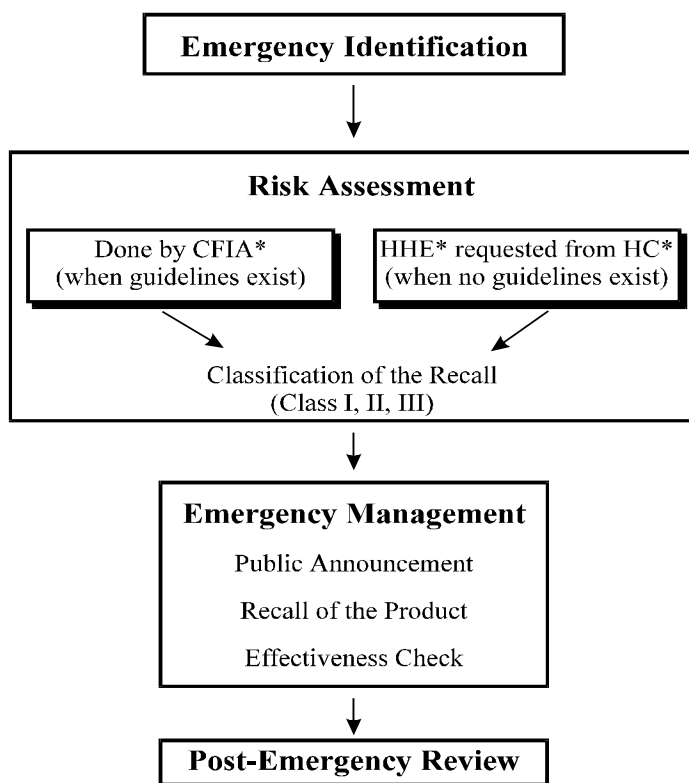 Emergency Identification
Risk Assessment
Done by CFIA*
(when guidelines exist)
HHE* requested from HC*
(when no guidelines exist)
Classification of the Recall
(Class I, II, III)
Emergency Management
Public Announcement
Recall of the Product
Effectiveness Check
Post-Emergency Review